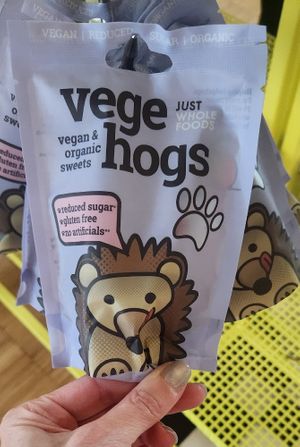 VEGAN | REDUCED SUGAR | ORGANIC
vege
JUST
WHOLE
FOODS
vegan &
organic
sweets
hogs
*reduced sugar*
*gluten free
*no artificials**